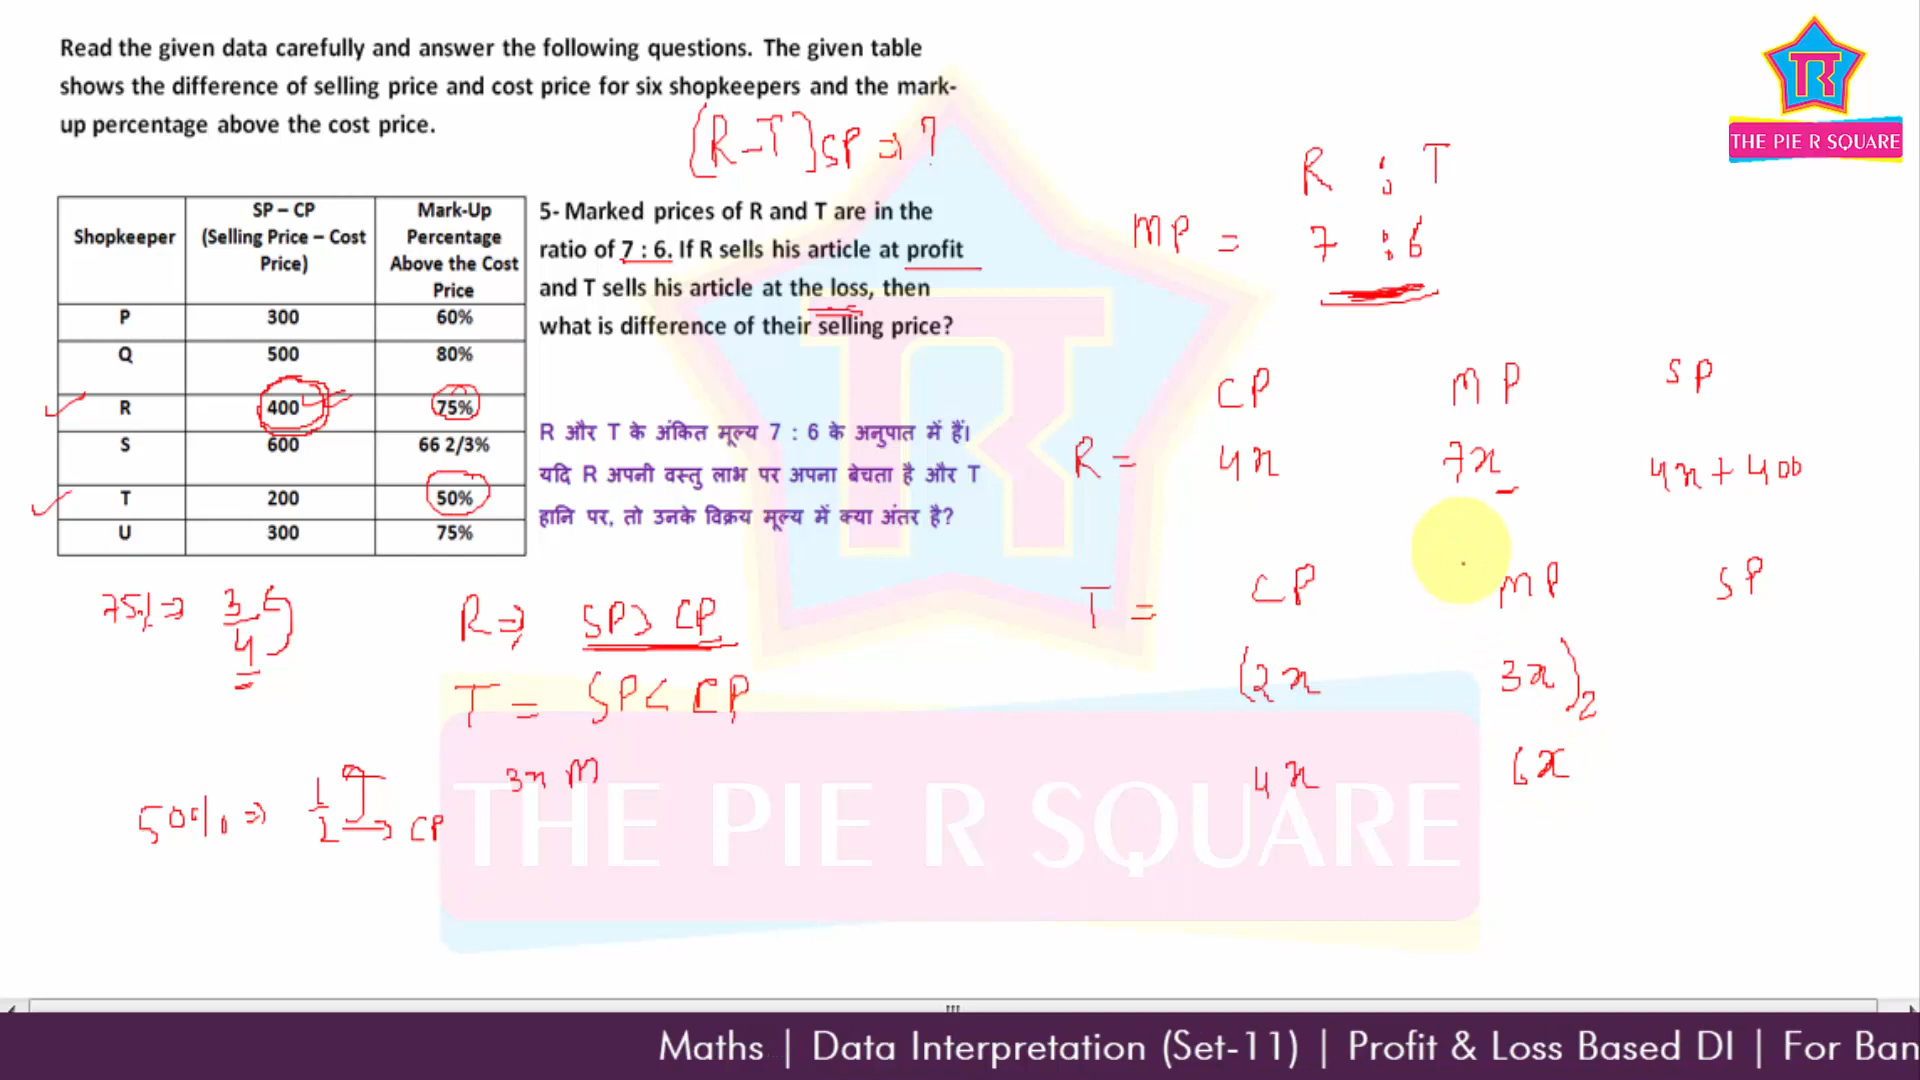 Read the given data carefully and answer the following questions. The given table
shows the difference of selling price and cost price for six shopkeepers and the mark-
up percentage above the cost price.
(R-T)SP => ?
THE PIE R SQUARE
Shopkeeper
SP – CP
(Selling Price – Cost
Price)
Mark-Up
Percentage
Above the Cost
Price
P 300 60%
Q 500 80%
R 400 75%
S 600 66 2/3%
T 200 50%
U 300 75%
5- Marked prices of R and T are in the
ratio of 7 : 6. If R sells his article at profit
and T sells his article at the loss, then
what is difference of their selling price?
R और T के अंकित मूल्य 7 : 6 के अनुपात में हैं।
यदि R अपनी वस्तु लाभ पर अपना बेचता है और T
हानि पर, तो उनके विक्रय मूल्य में क्या अंतर है?
R : T
MP = 7 : 6
CP MP SP
R = 4x 7x 4x + 400
T = CP MP SP
(2x 3x)2
4x 6x
75% => 3/4
R => SP > CP
T = SP < CP
3x M
50% => 1/2 → CP
THE PIE R SQUARE
Maths | Data Interpretation (Set-11) | Profit & Loss Based DI | For Ban